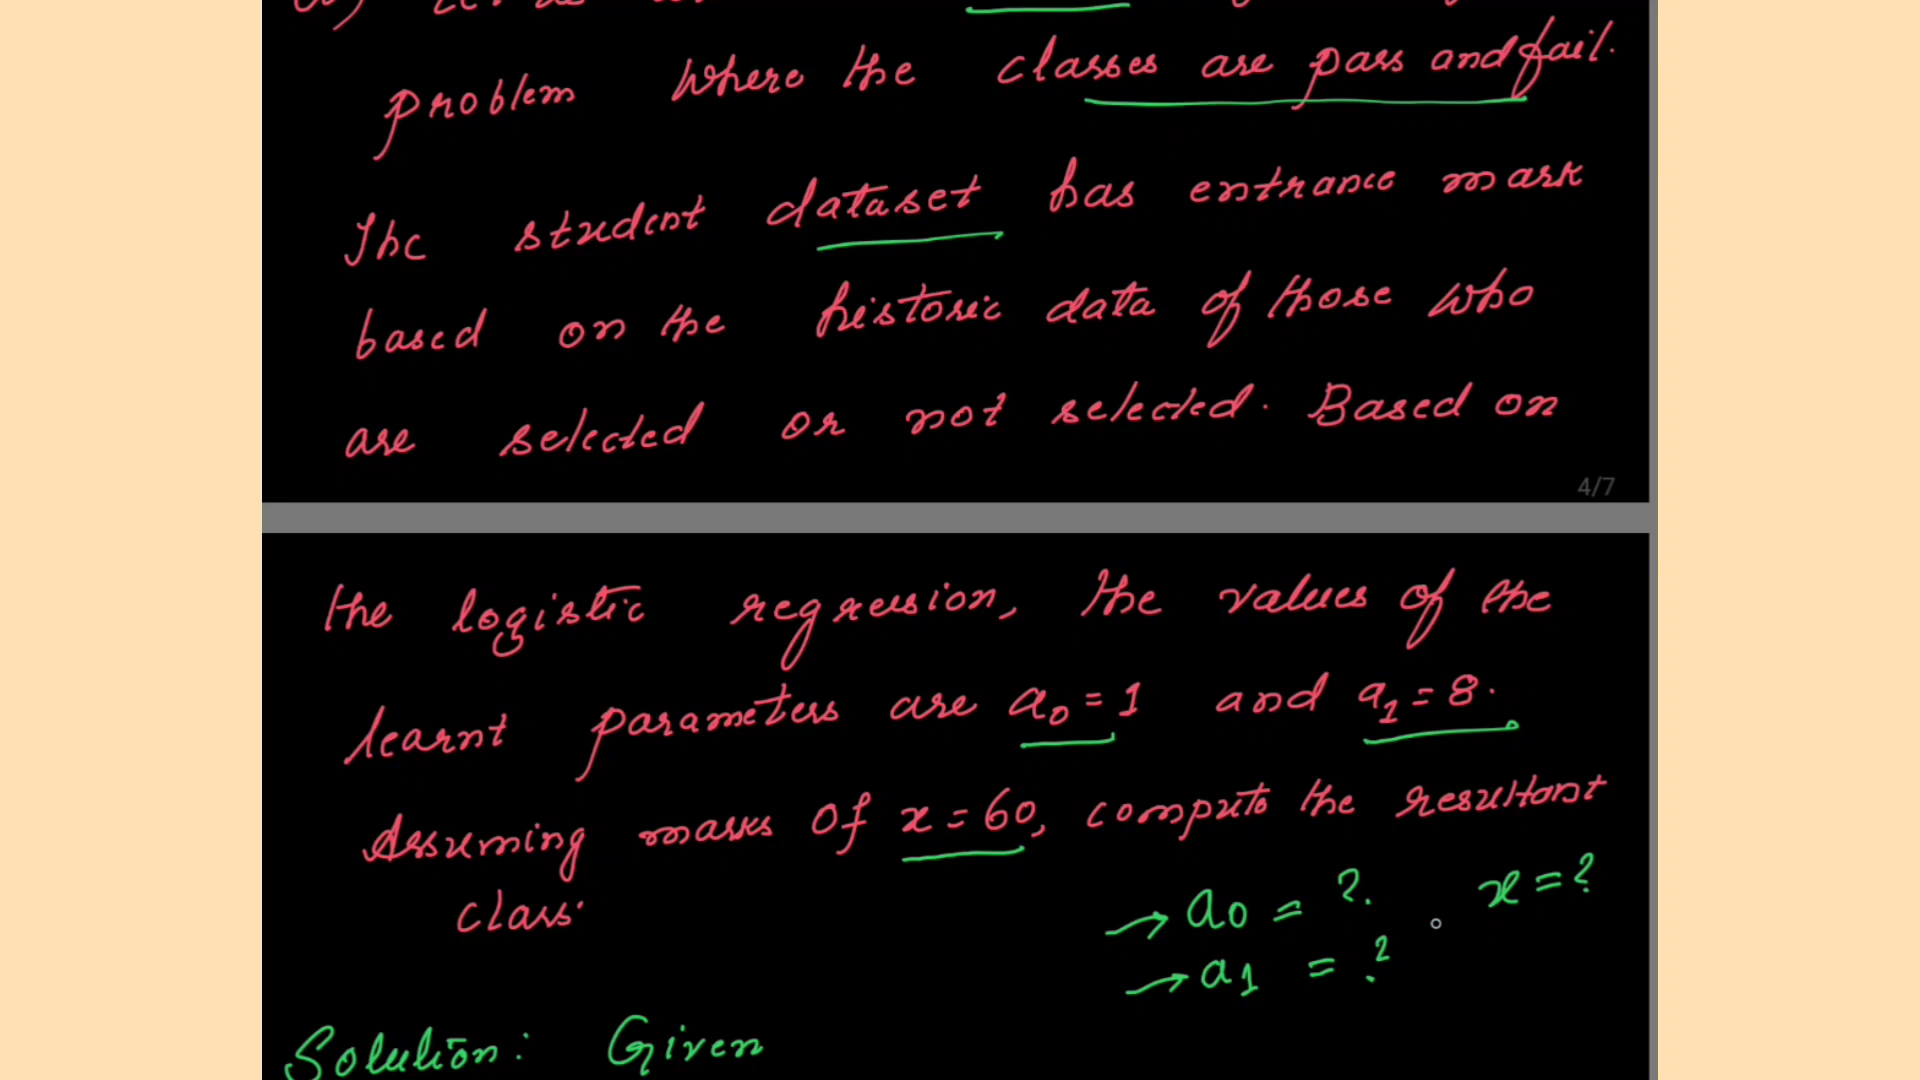 problem where the classes are pass and fail.
The student dataset has entrance mark
based on the historic data of those who
are selected or not selected. Based on
4/7
the logistic regression, the values of the
learnt parameters are a0 = 1 and a1 = 8.
Assuming marks of x = 60, compute the resultant
class.
→ a0 = ?. x = ?
→ a1 = ?
Solution: Given